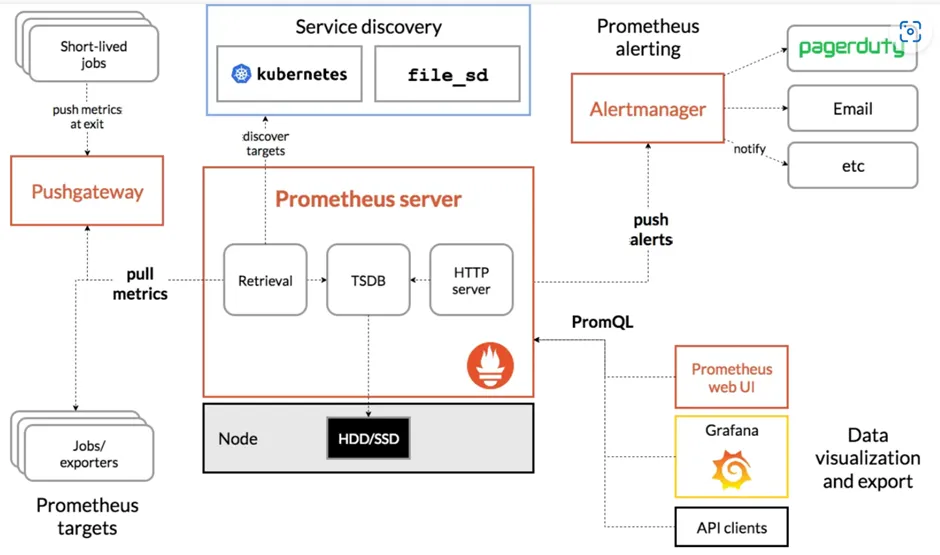 Short-lived
jobs
push metrics
at exit
Pushgateway
Service discovery
kubernetes
file_sd
discover
targets
Prometheus
alerting
Alertmanager
pagerduty
Email
etc
notify
Prometheus server
Retrieval
TSDB
HTTP
server
pull
metrics
push
alerts
PromQL
Node
HDD/SSD
Jobs/
exporters
Prometheus
targets
Prometheus
web UI
Grafana
API clients
Data
visualization
and export